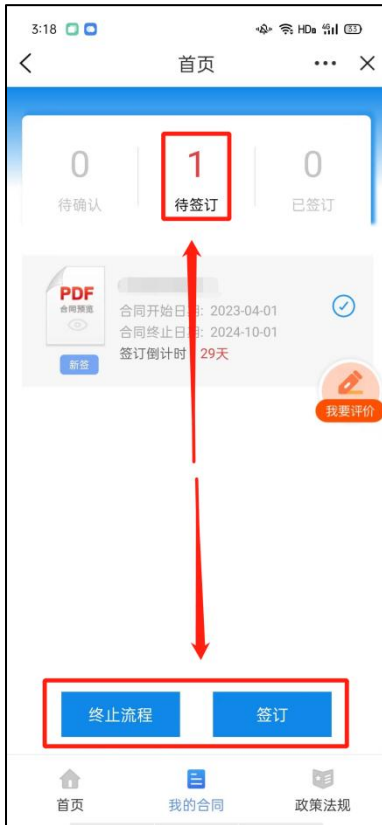 3:18 HD 4G 33
首页
0 1 0
待确认 待签订 已签订
PDF
合同预览
新签
合同开始日期: 2023-04-01
合同终止日期: 2024-10-01
签订倒计时 29天
我要评价
终止流程 签订
首页 我的合同 政策法规